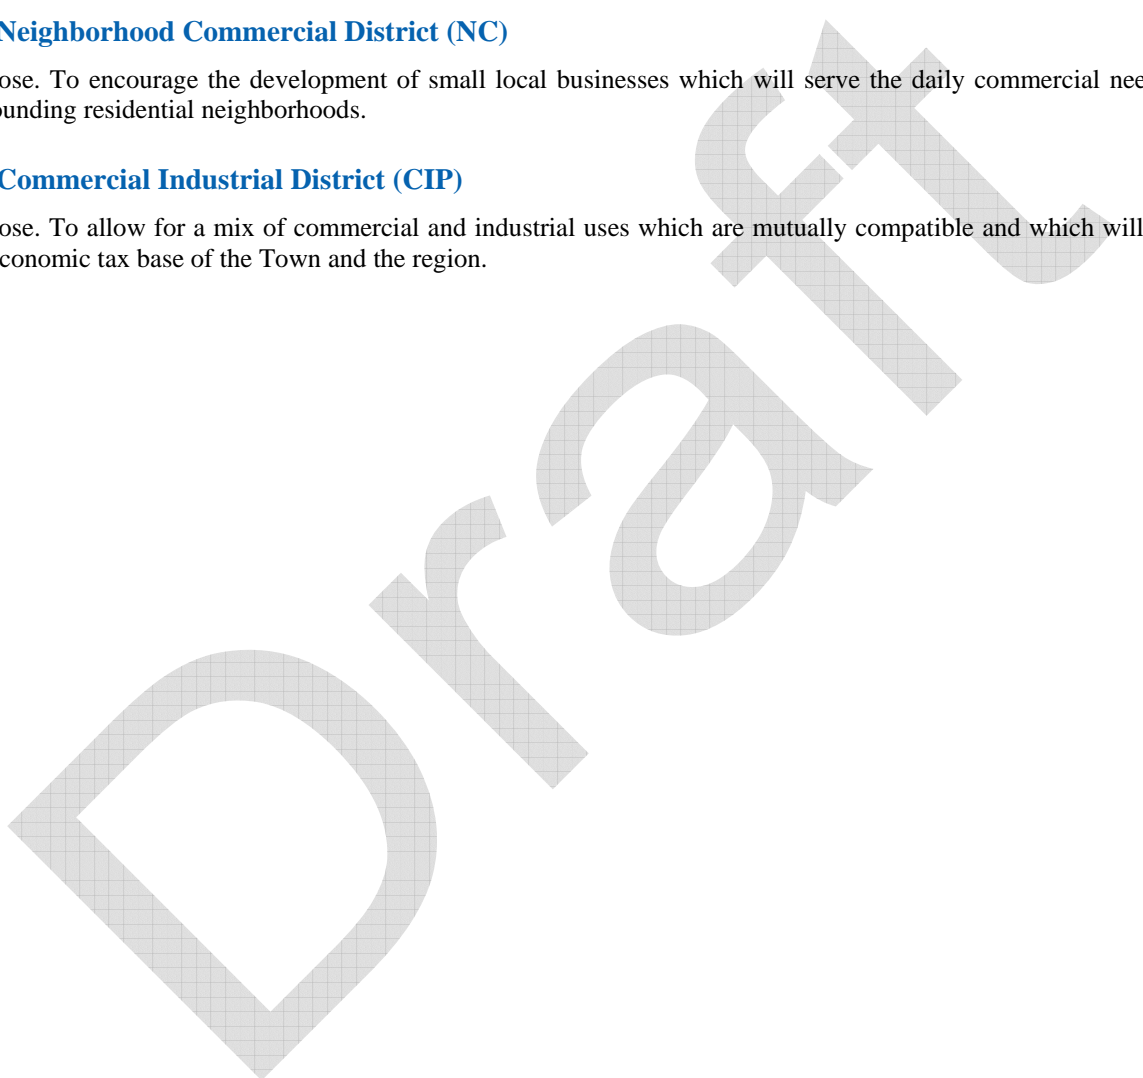 Neighborhood Commercial District (NC)
ose. To encourage the development of small local businesses which will serve the daily commercial nee
ounding residential neighborhoods.
Commercial Industrial District (CIP)
ose. To allow for a mix of commercial and industrial uses which are mutually compatible and which will
conomic tax base of the Town and the region.
Draft